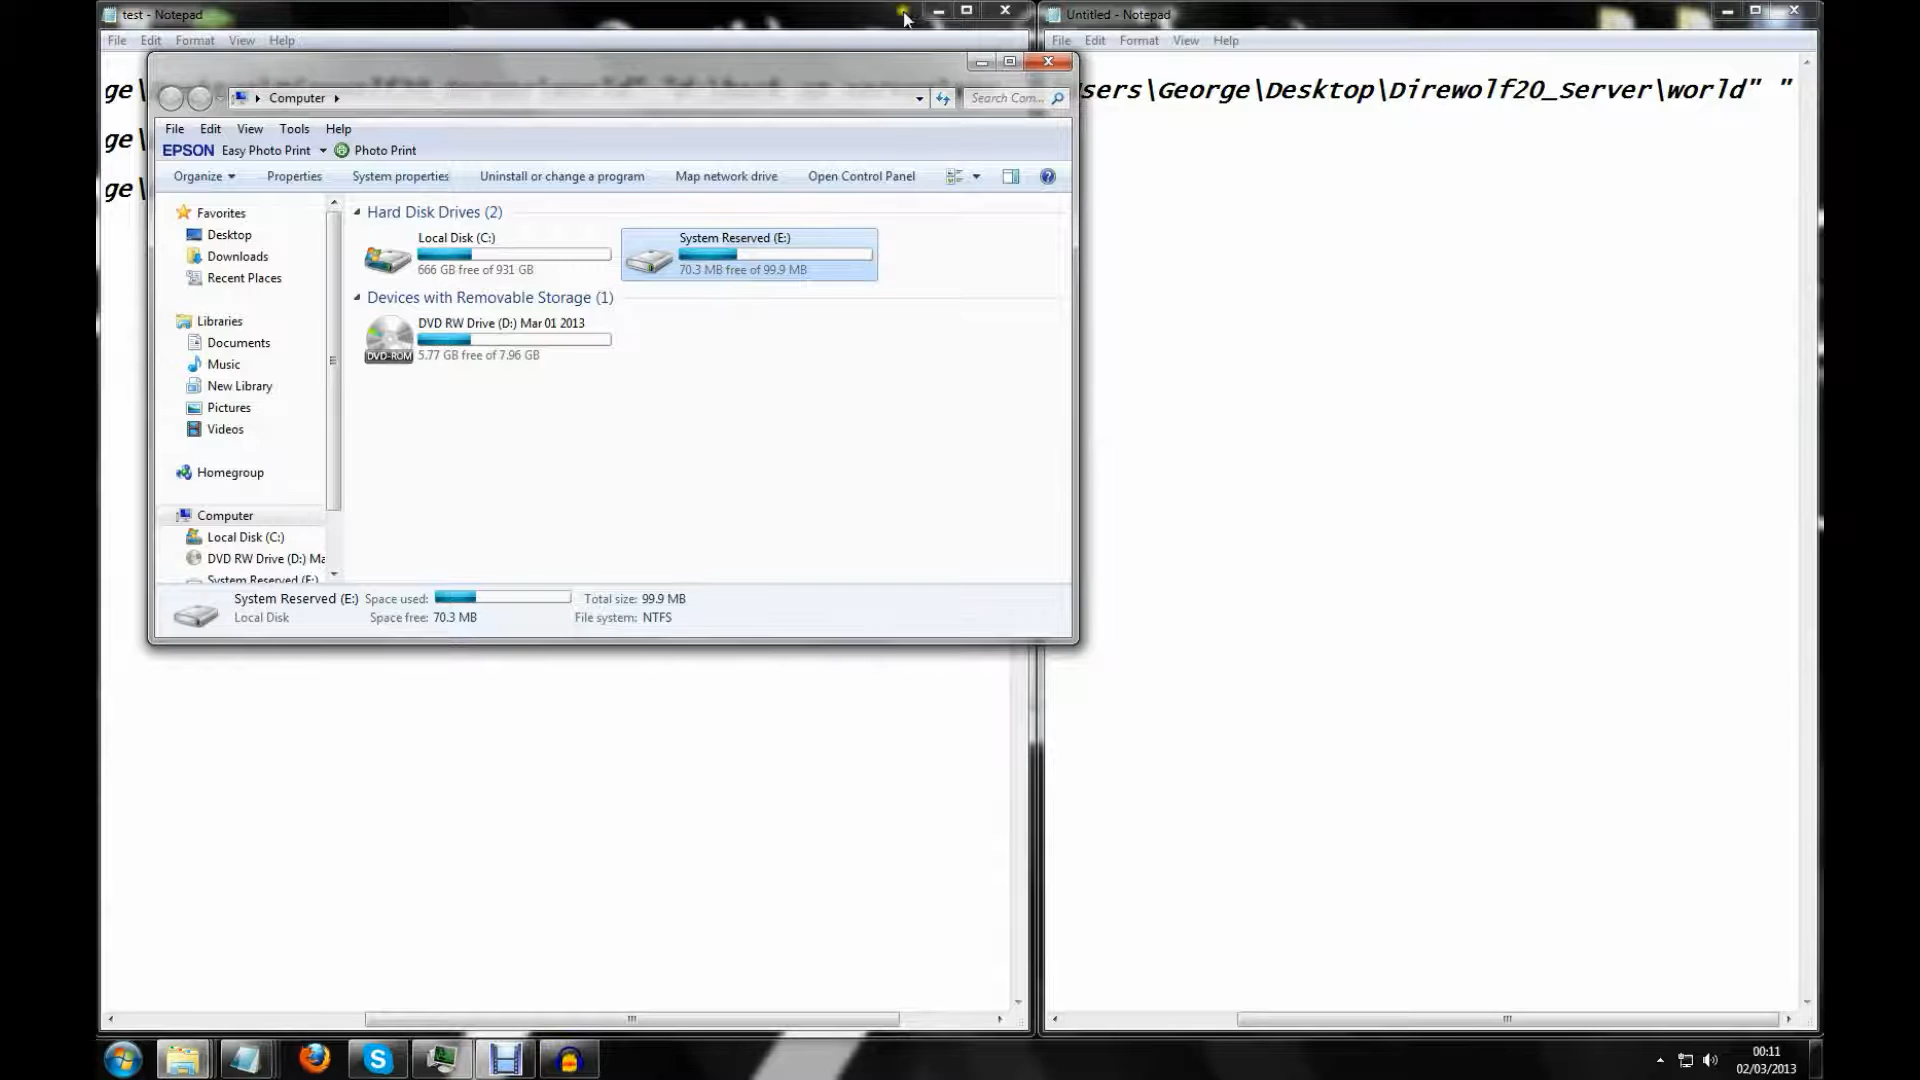 test - Notepad
File Edit Format View Help
ge\
ge\
ge\
Untitled - Notepad
File Edit Format View Help
sers\George\Desktop\Direwolf20_Server\world" "
Computer
Search Com...
File Edit View Tools Help
EPSON Easy Photo Print Photo Print
Organize Properties System properties Uninstall or change a program Map network drive Open Control Panel
Favorites
Desktop
Downloads
Recent Places
Libraries
Documents
Music
New Library
Pictures
Videos
Homegroup
Computer
Local Disk (C:)
DVD RW Drive (D:) Ma
System Reserved (E:)
Hard Disk Drives (2)
Local Disk (C:)
666 GB free of 931 GB
System Reserved (E:)
70.3 MB free of 99.9 MB
Devices with Removable Storage (1)
DVD RW Drive (D:) Mar 01 2013
DVD-ROM
5.77 GB free of 7.96 GB
System Reserved (E:) Space used: Total size: 99.9 MB
Local Disk Space free: 70.3 MB File system: NTFS
00:11
02/03/2013